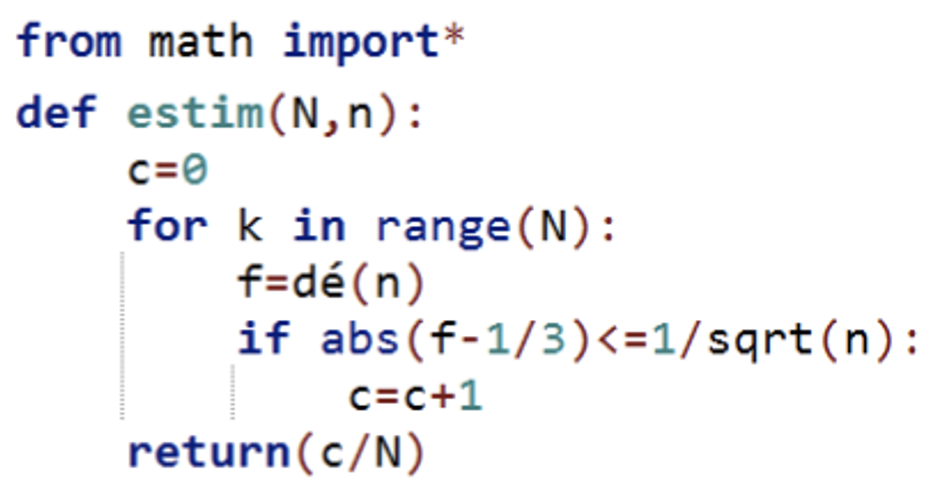 from math import*
def estim(N,n):
    c=0
    for k in range(N):
        f=dé(n)
        if abs(f-1/3)<=1/sqrt(n):
            c=c+1
    return(c/N)